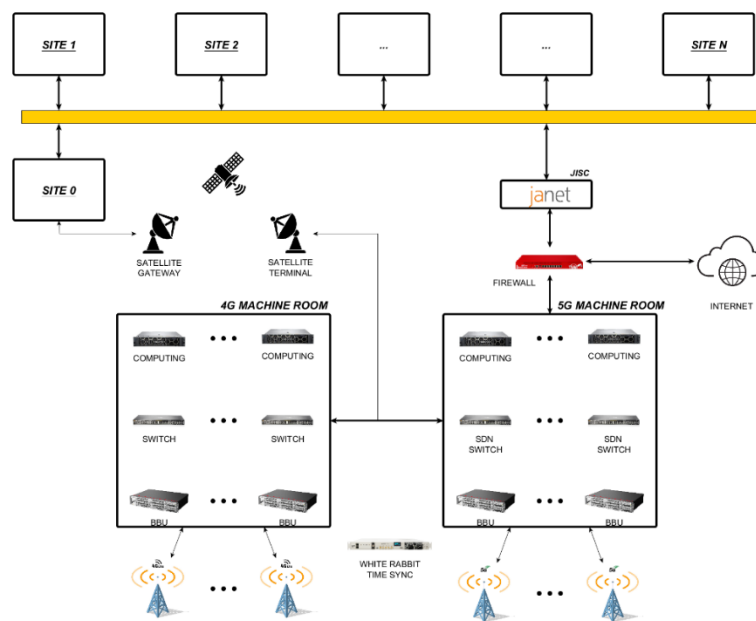 SITE 1
SITE 2
...
...
SITE N
SITE 0
JISC
janet
SATELLITE
GATEWAY
SATELLITE
TERMINAL
FIREWALL
INTERNET
4G MACHINE ROOM
5G MACHINE ROOM
COMPUTING
COMPUTING
COMPUTING
COMPUTING
SWITCH
SWITCH
SDN
SWITCH
SDN
SWITCH
BBU
BBU
BBU
BBU
WHITE RABBIT
TIME SYNC
5G
5G